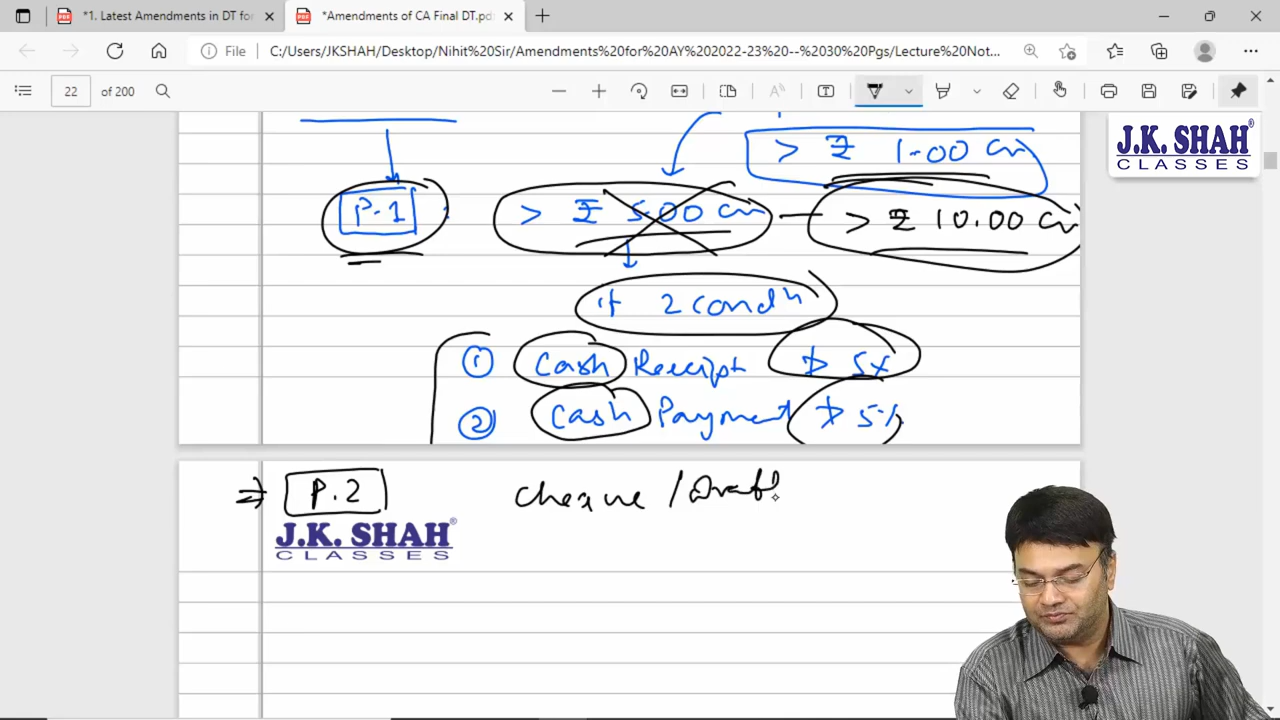 *1. Latest Amendments in DT for
*Amendments of CA Final DT.pdf
File
C:/Users/JKSHAH/Desktop/Nihit%20Sir/Amendments%20for%20AY%202022-23%20--%2030%20Pgs/Lecture%20Not...
22 of 200
J.K. SHAH®
CLASSES
> ₹ 1.00 Cr
P.1 > ₹ 5.00 Cr — > ₹ 10.00 Cr
if 2 condn
① Cash Receipt ≯ 5%
② Cash Payment ≯ 5%
⇒ P.2 Cheque / Draft
J.K. SHAH®
CLASSES